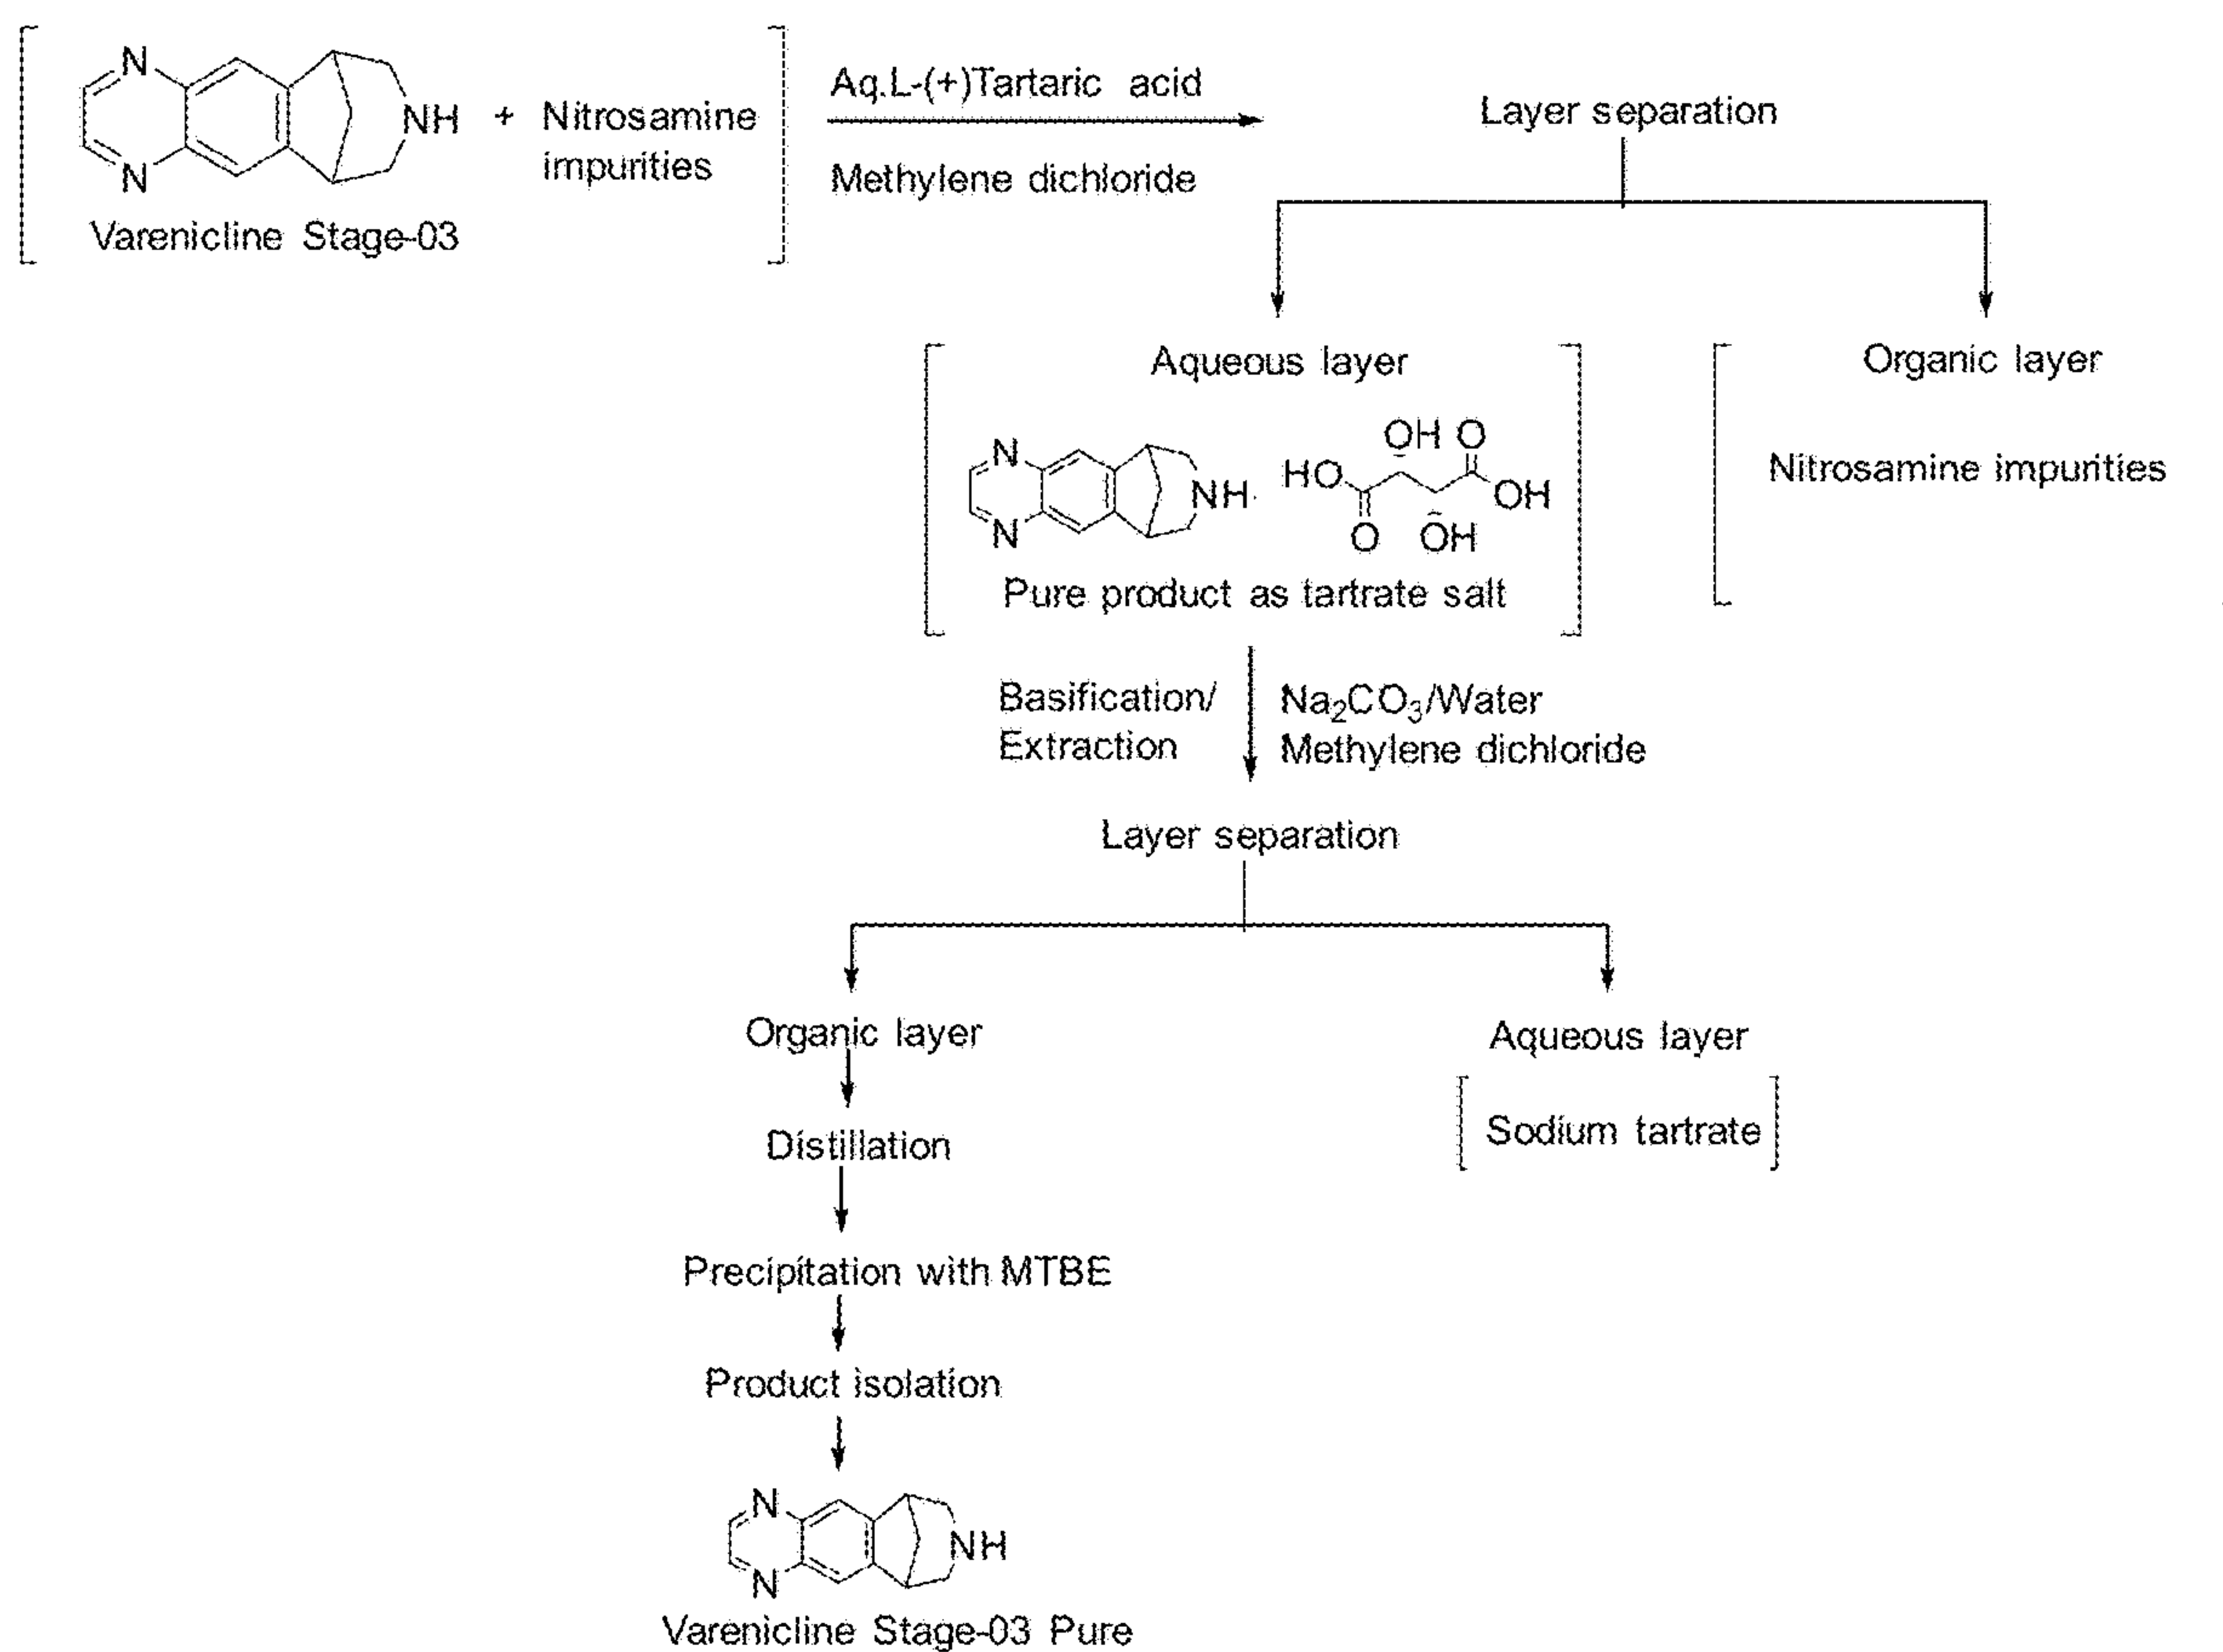 N
N
NH
+ Nitrosamine
impurities
Varenicline Stage-03
Aq.L-(+)Tartaric acid
Methylene dichloride
Layer separation
Aqueous layer
N
N
NH.
HO
OH
O
O
OH
OH
Pure product as tartrate salt
Organic layer
Nitrosamine impurities
Basification/
Extraction
Na₂CO₃/Water
Methylene dichloride
Layer separation
Organic layer
Aqueous layer
Sodium tartrate
Distillation
Precipitation with MTBE
Product isolation
N
N
NH
Varenicline Stage-03 Pure